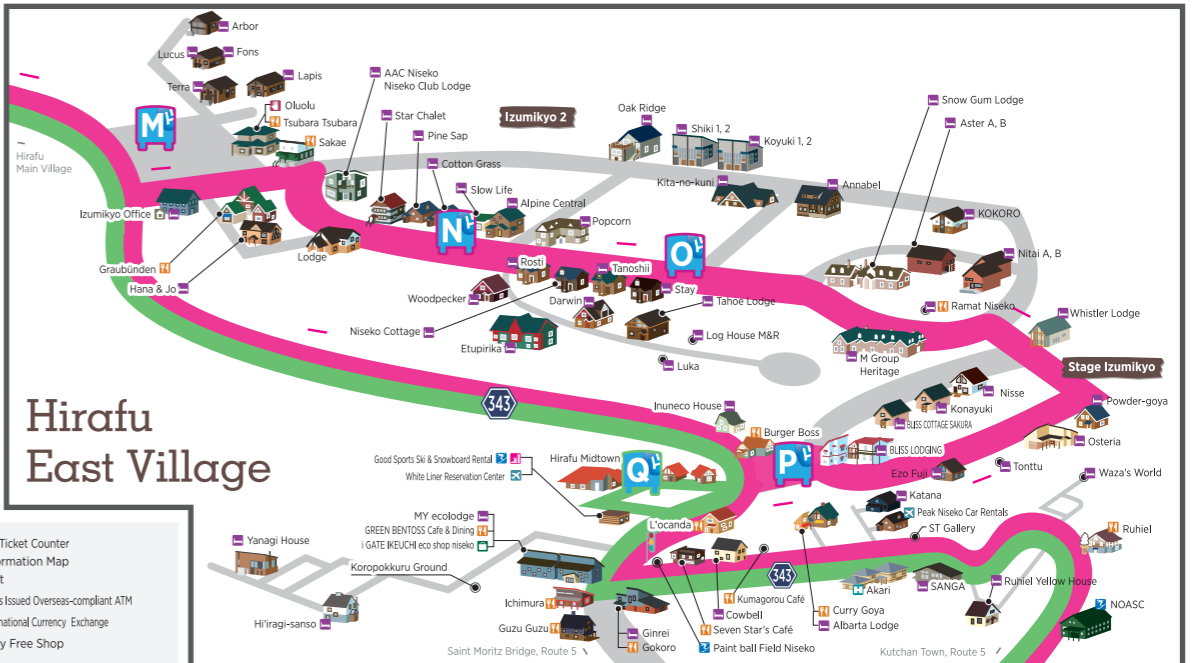 Arbor
Lucus
Fons
Terra
Lapis
Oluolu
Tsubara Tsubara
Sakae
AAC Niseko
Niseko Club Lodge
Star Chalet
Pine Sap
Cotton Grass
Slow Life
Izumikyo 2
Oak Ridge
Shiki 1, 2
Koyuki 1, 2
Snow Gum Lodge
Aster A, B
M
Hirafu
Main Village
Izumikyo Office
Graubünden
Hana & Jo
Lodge
N
Alpine Central
Popcorn
Kita-no-kuni
Annabel
KOKORO
Nitai A, B
O
Rosti
Tanoshii
Woodpecker
Darwin
Stay
Tahoe Lodge
Niseko Cottage
Etupirika
Log House M&R
Luka
Ramat Niseko
Whistler Lodge
M Group
Heritage
Stage Izumikyo
343
Hirafu
East Village
Inuneco House
Burger Boss
Nisse
Konayuki
BLISS COTTAGE SAKURA
Powder-goya
Osteria
BLISS LODGING
Ezo Fuji
Tonttu
Waza's World
P
Q
Good Sports Ski & Snowboard Rental
White Liner Reservation Center
Hirafu Midtown
MY ecolodge
GREEN BENTOSS Cafe & Dining
i GATE IKEUCHI eco shop niseko
L'ocanda
Katana
Peak Niseko Car Rentals
ST Gallery
Ruhiel
Yanagi House
Koropokkuru Ground
Hi'iragi-sanso
343
Kumagorou Café
Akari
SANGA
Ruhiel Yellow House
NOASC
Ichimura
Guzu Guzu
Cowbell
Seven Star's Café
Paint ball Field Niseko
Curry Goya
Albarta Lodge
Ginrei
Gokoro
Saint Moritz Bridge, Route 5
Kutchan Town, Route 5
Ticket Counter
ormation Map
t
s Issued Overseas-compliant ATM
national Currency Exchange
y Free Shop